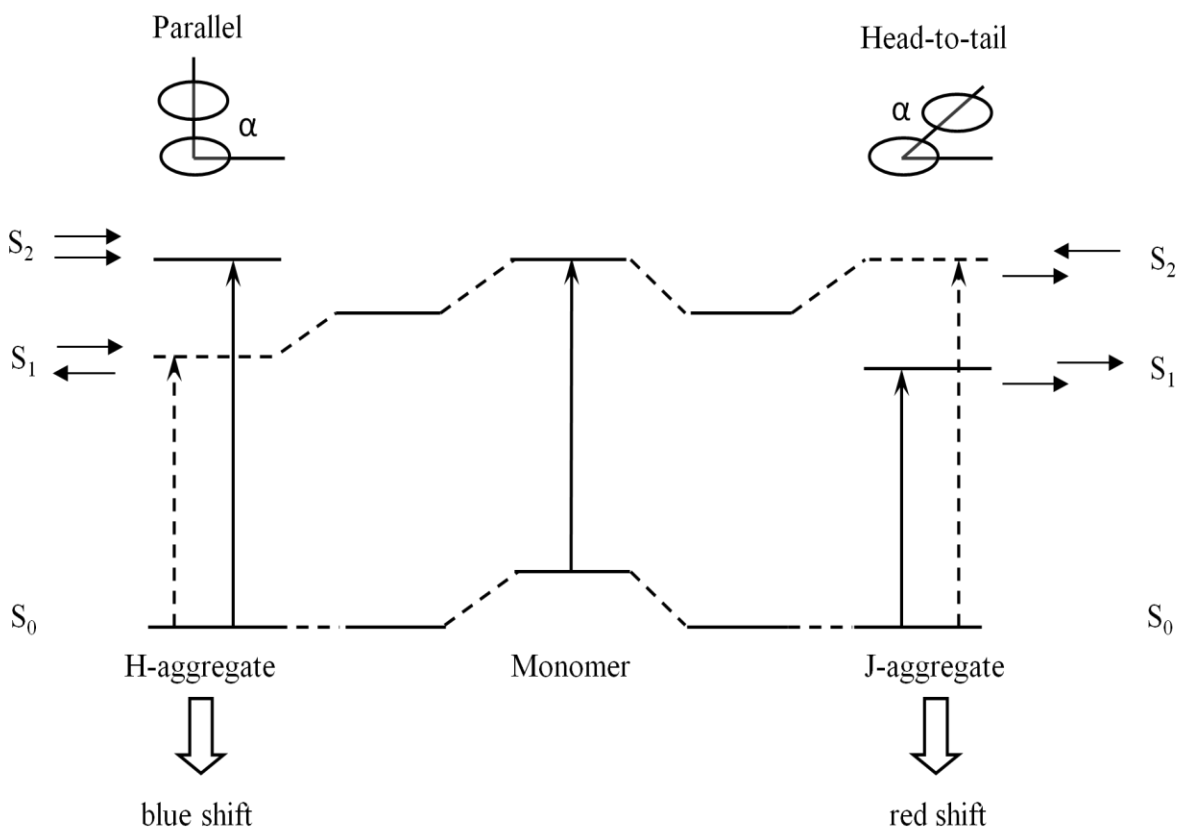 Parallel
Head-to-tail
α
α
S2
S2
S1
S1
S0
S0
H-aggregate
Monomer
J-aggregate
blue shift
red shift